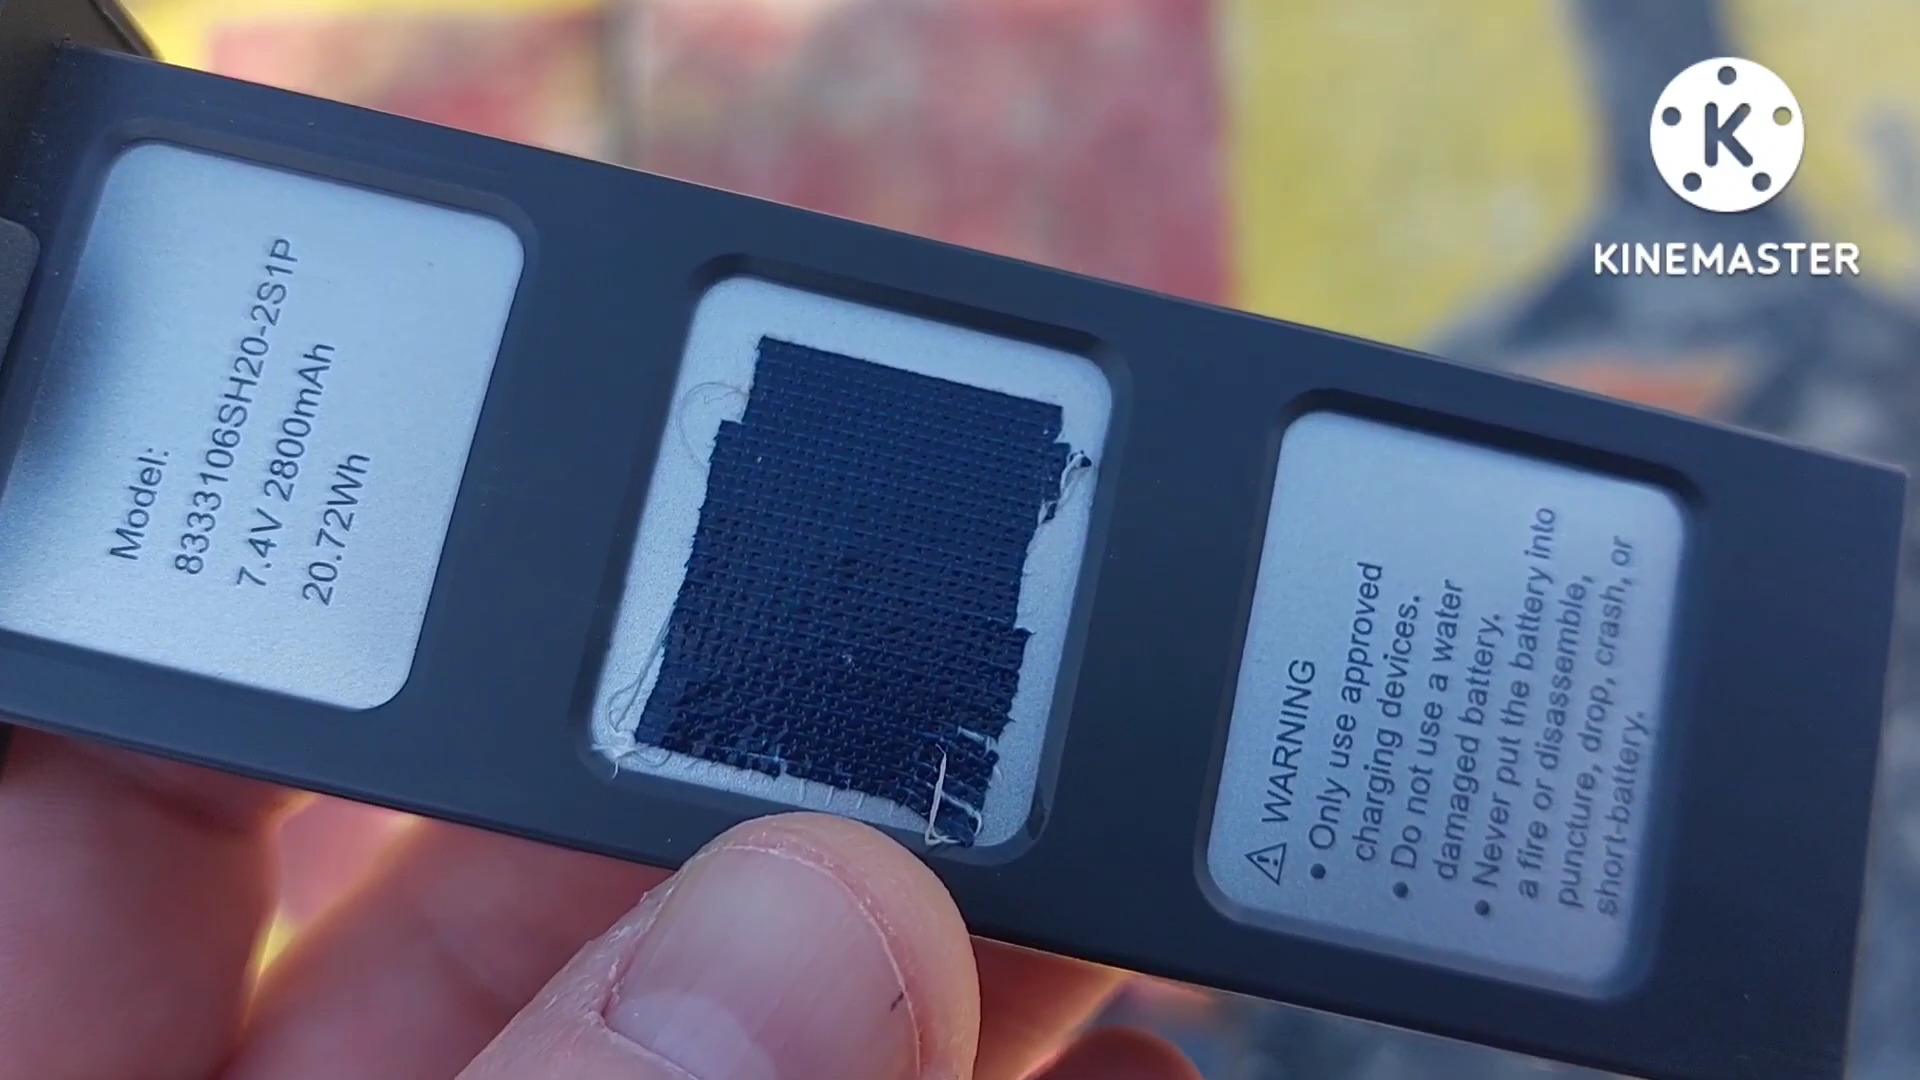 Model:
8333106SH20-2S1P
7.4V 2800mAh
20.72Wh
⚠ WARNING
• Only use approved
charging devices.
• Do not use a water
damaged battery.
• Never put the battery into
a fire or disassemble,
puncture, drop, crash, or
short-battery.
K
KINEMASTER